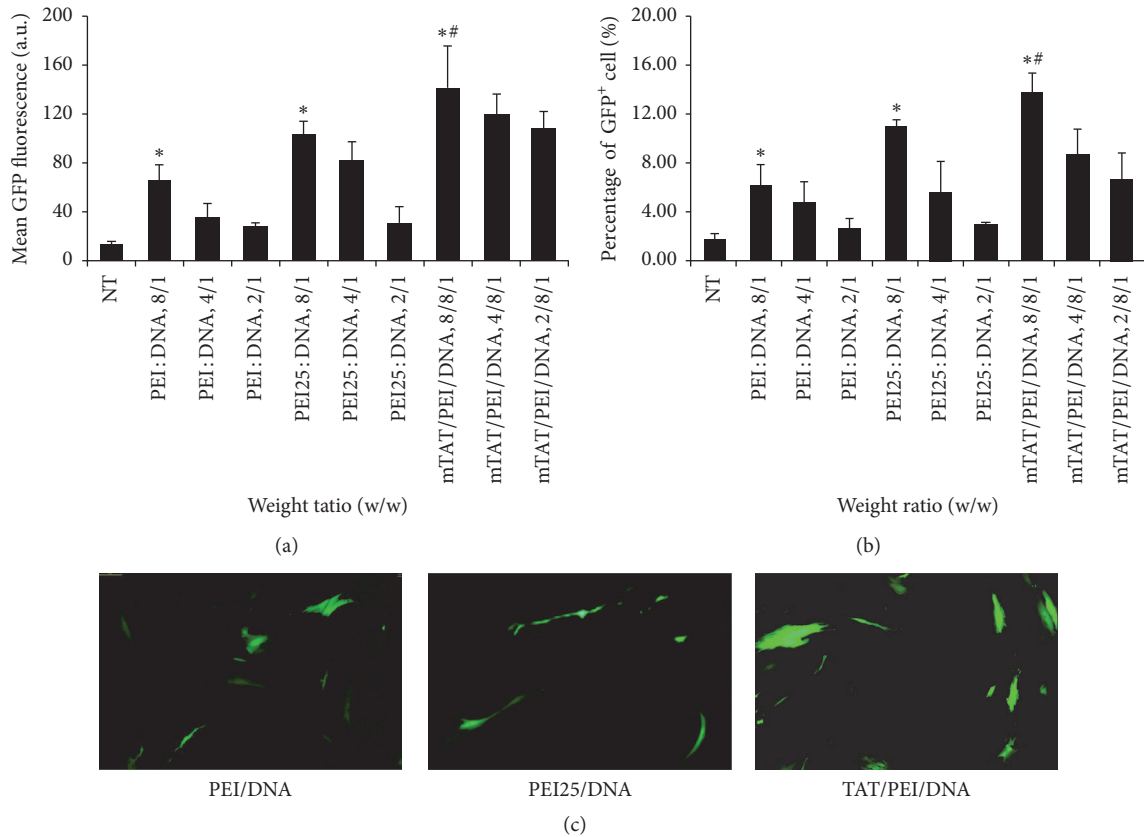 200
160
120
80
40
0
Mean GFP fluorescence (a.u.)
*
*
*#
NT
PEI : DNA, 8/1
PEI : DNA, 4/1
PEI : DNA, 2/1
PEI25 : DNA, 8/1
PEI25 : DNA, 4/1
PEI25 : DNA, 2/1
mTAT/PEI/DNA, 8/8/1
mTAT/PEI/DNA, 4/8/1
mTAT/PEI/DNA, 2/8/1
Weight tatio (w/w)
(a)
20.00
16.00
12.00
8.00
4.00
0.00
Percentage of GFP⁺ cell (%)
*
*
*#
NT
PEI : DNA, 8/1
PEI : DNA, 4/1
PEI : DNA, 2/1
PEI25 : DNA, 8/1
PEI25 : DNA, 4/1
PEI25 : DNA, 2/1
mTAT/PEI/DNA, 8/8/1
mTAT/PEI/DNA, 4/8/1
mTAT/PEI/DNA, 2/8/1
Weight ratio (w/w)
(b)
PEI/DNA
PEI25/DNA
TAT/PEI/DNA
(c)